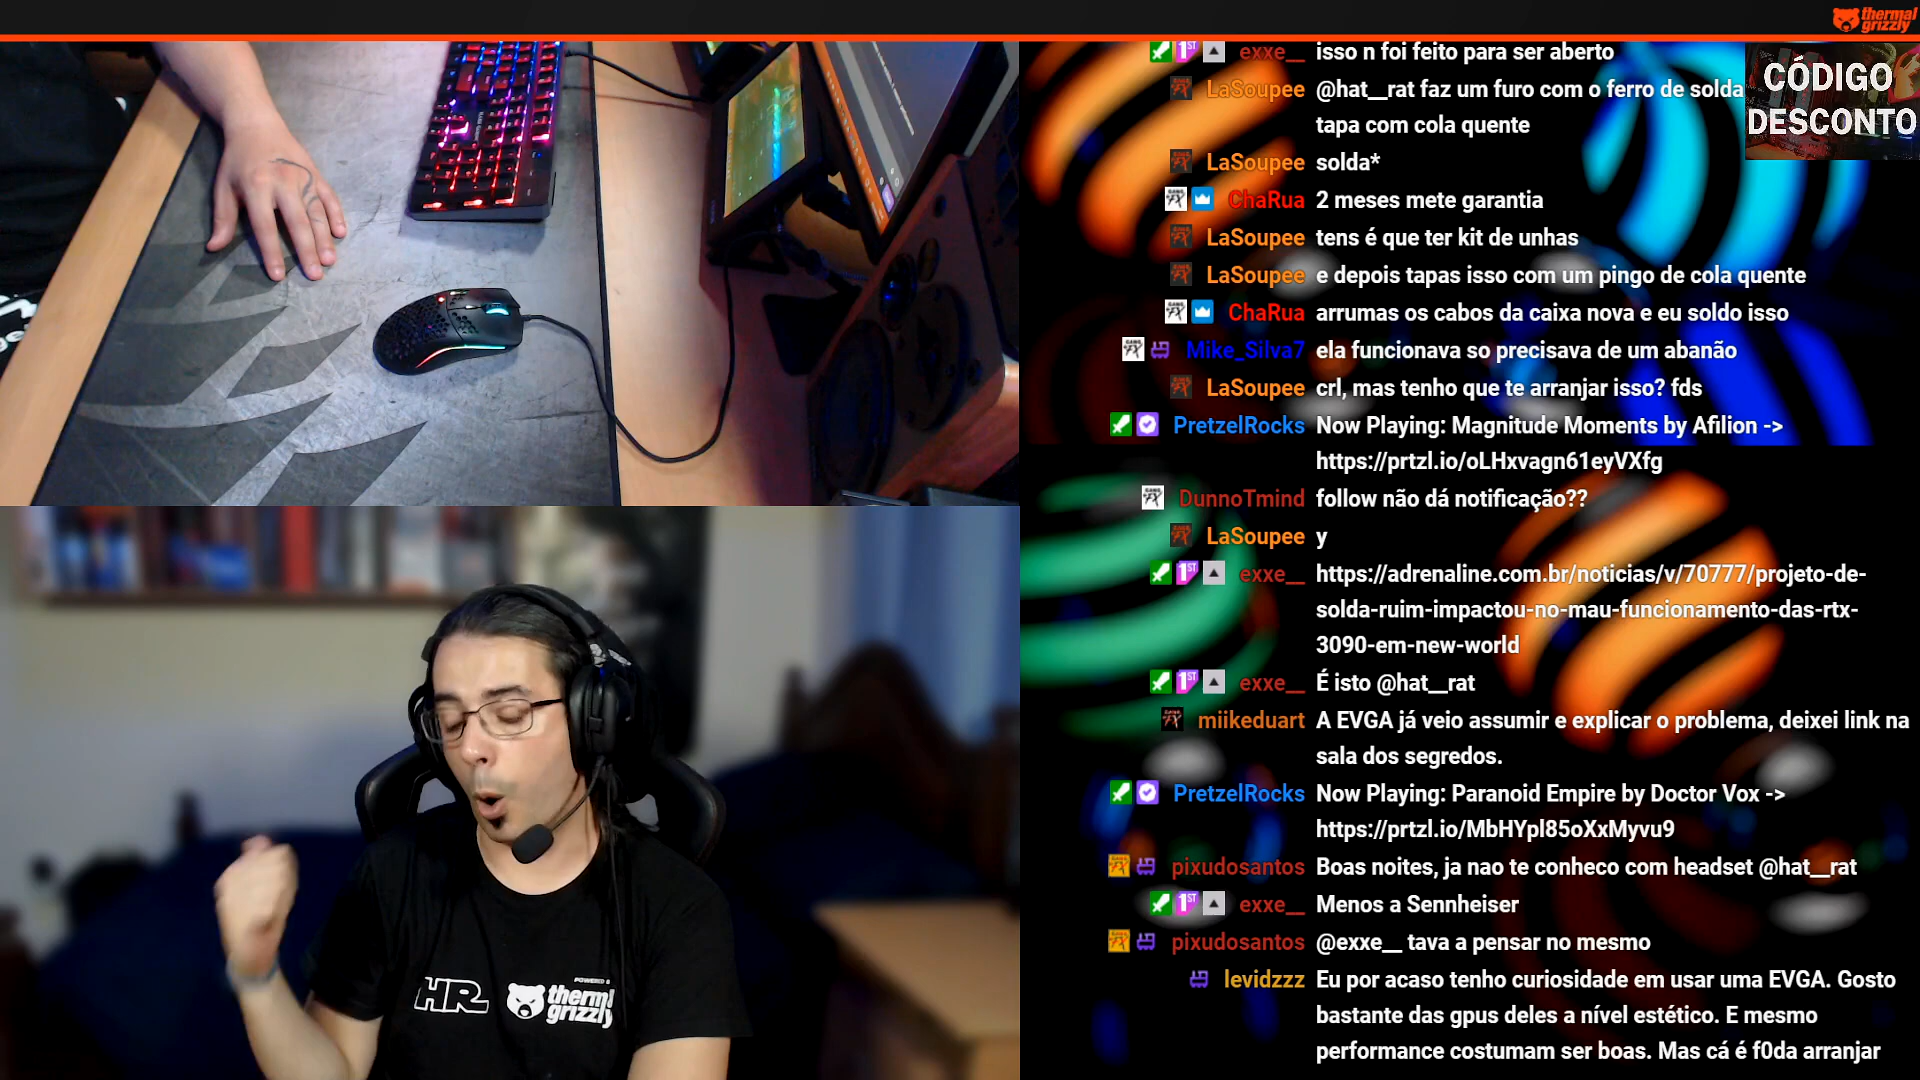 thermal
grizzly
CÓDIGO
DESCONTO
exxe__ isso n foi feito para ser aberto
LaSoupee @hat__rat faz um furo com o ferro de solda
tapa com cola quente
LaSoupee solda*
ChaRua 2 meses mete garantia
LaSoupee tens é que ter kit de unhas
LaSoupee e depois tapas isso com um pingo de cola quente
ChaRua arrumas os cabos da caixa nova e eu soldo isso
Mike_Silva7 ela funcionava so precisava de um abanão
LaSoupee crl, mas tenho que te arranjar isso? fds
PretzelRocks Now Playing: Magnitude Moments by Afilion ->
https://prtzl.io/oLHxvagn61eyVXfg
DunnoTmind follow não dá notificação??
LaSoupee y
exxe__ https://adrenaline.com.br/noticias/v/70777/projeto-de-
solda-ruim-impactou-no-mau-funcionamento-das-rtx-
3090-em-new-world
exxe__ É isto @hat__rat
miikeduart A EVGA já veio assumir e explicar o problema, deixei link na
sala dos segredos.
PretzelRocks Now Playing: Paranoid Empire by Doctor Vox ->
https://prtzl.io/MbHYpl85oXxMyvu9
pixudosantos Boas noites, ja nao te conheco com headset @hat__rat
exxe__ Menos a Sennheiser
pixudosantos @exxe__ tava a pensar no mesmo
levidzzz Eu por acaso tenho curiosidade em usar uma EVGA. Gosto
bastante das gpus deles a nível estético. E mesmo
performance costumam ser boas. Mas cá é f0da arranjar
HR
POWERED B
thermal
grizzly